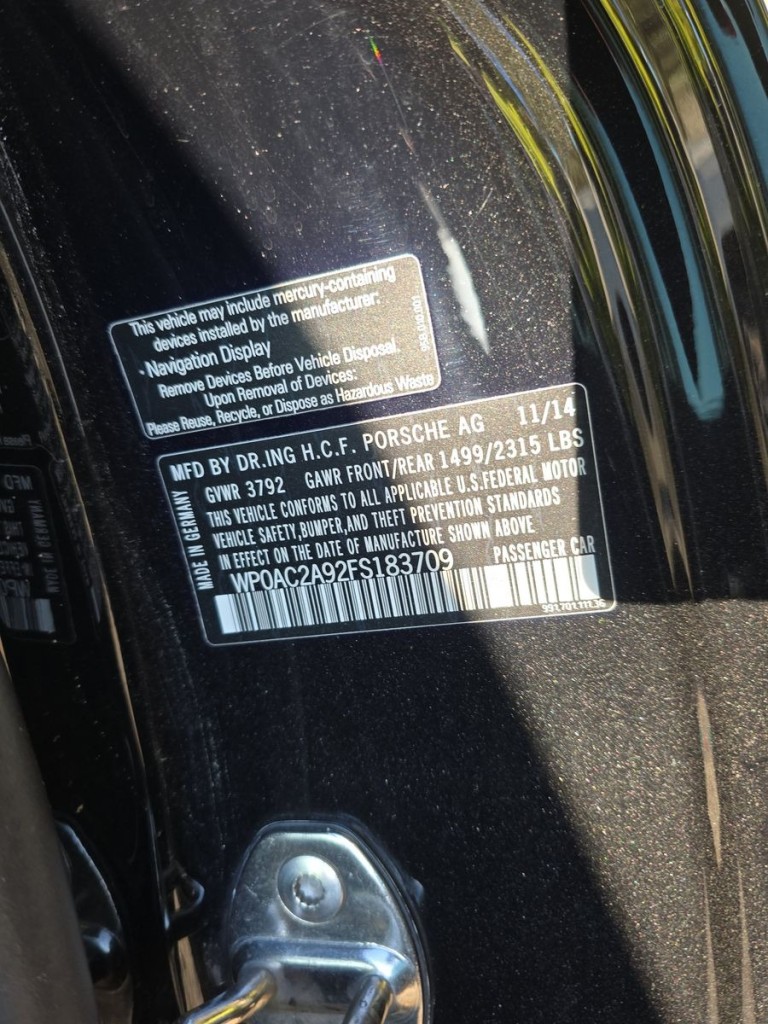 This vehicle may include mercury-containing
devices installed by the manufacturer:
• Navigation Display
Remove Devices Before Vehicle Disposal.
Upon Removal of Devices:
Please Reuse, Recycle, or Dispose as Hazardous Waste
MADE IN GERMANY
MFD BY DR.ING H.C.F. PORSCHE AG 11/14
GVWR 3792 GAWR FRONT/REAR 1499/2315 LBS
THIS VEHICLE CONFORMS TO ALL APPLICABLE U.S.FEDERAL MOTOR
VEHICLE SAFETY,BUMPER,AND THEFT PREVENTION STANDARDS
IN EFFECT ON THE DATE OF MANUFACTURE SHOWN ABOVE
WP0AC2A92FS183709 PASSENGER CAR
991.701.111.36